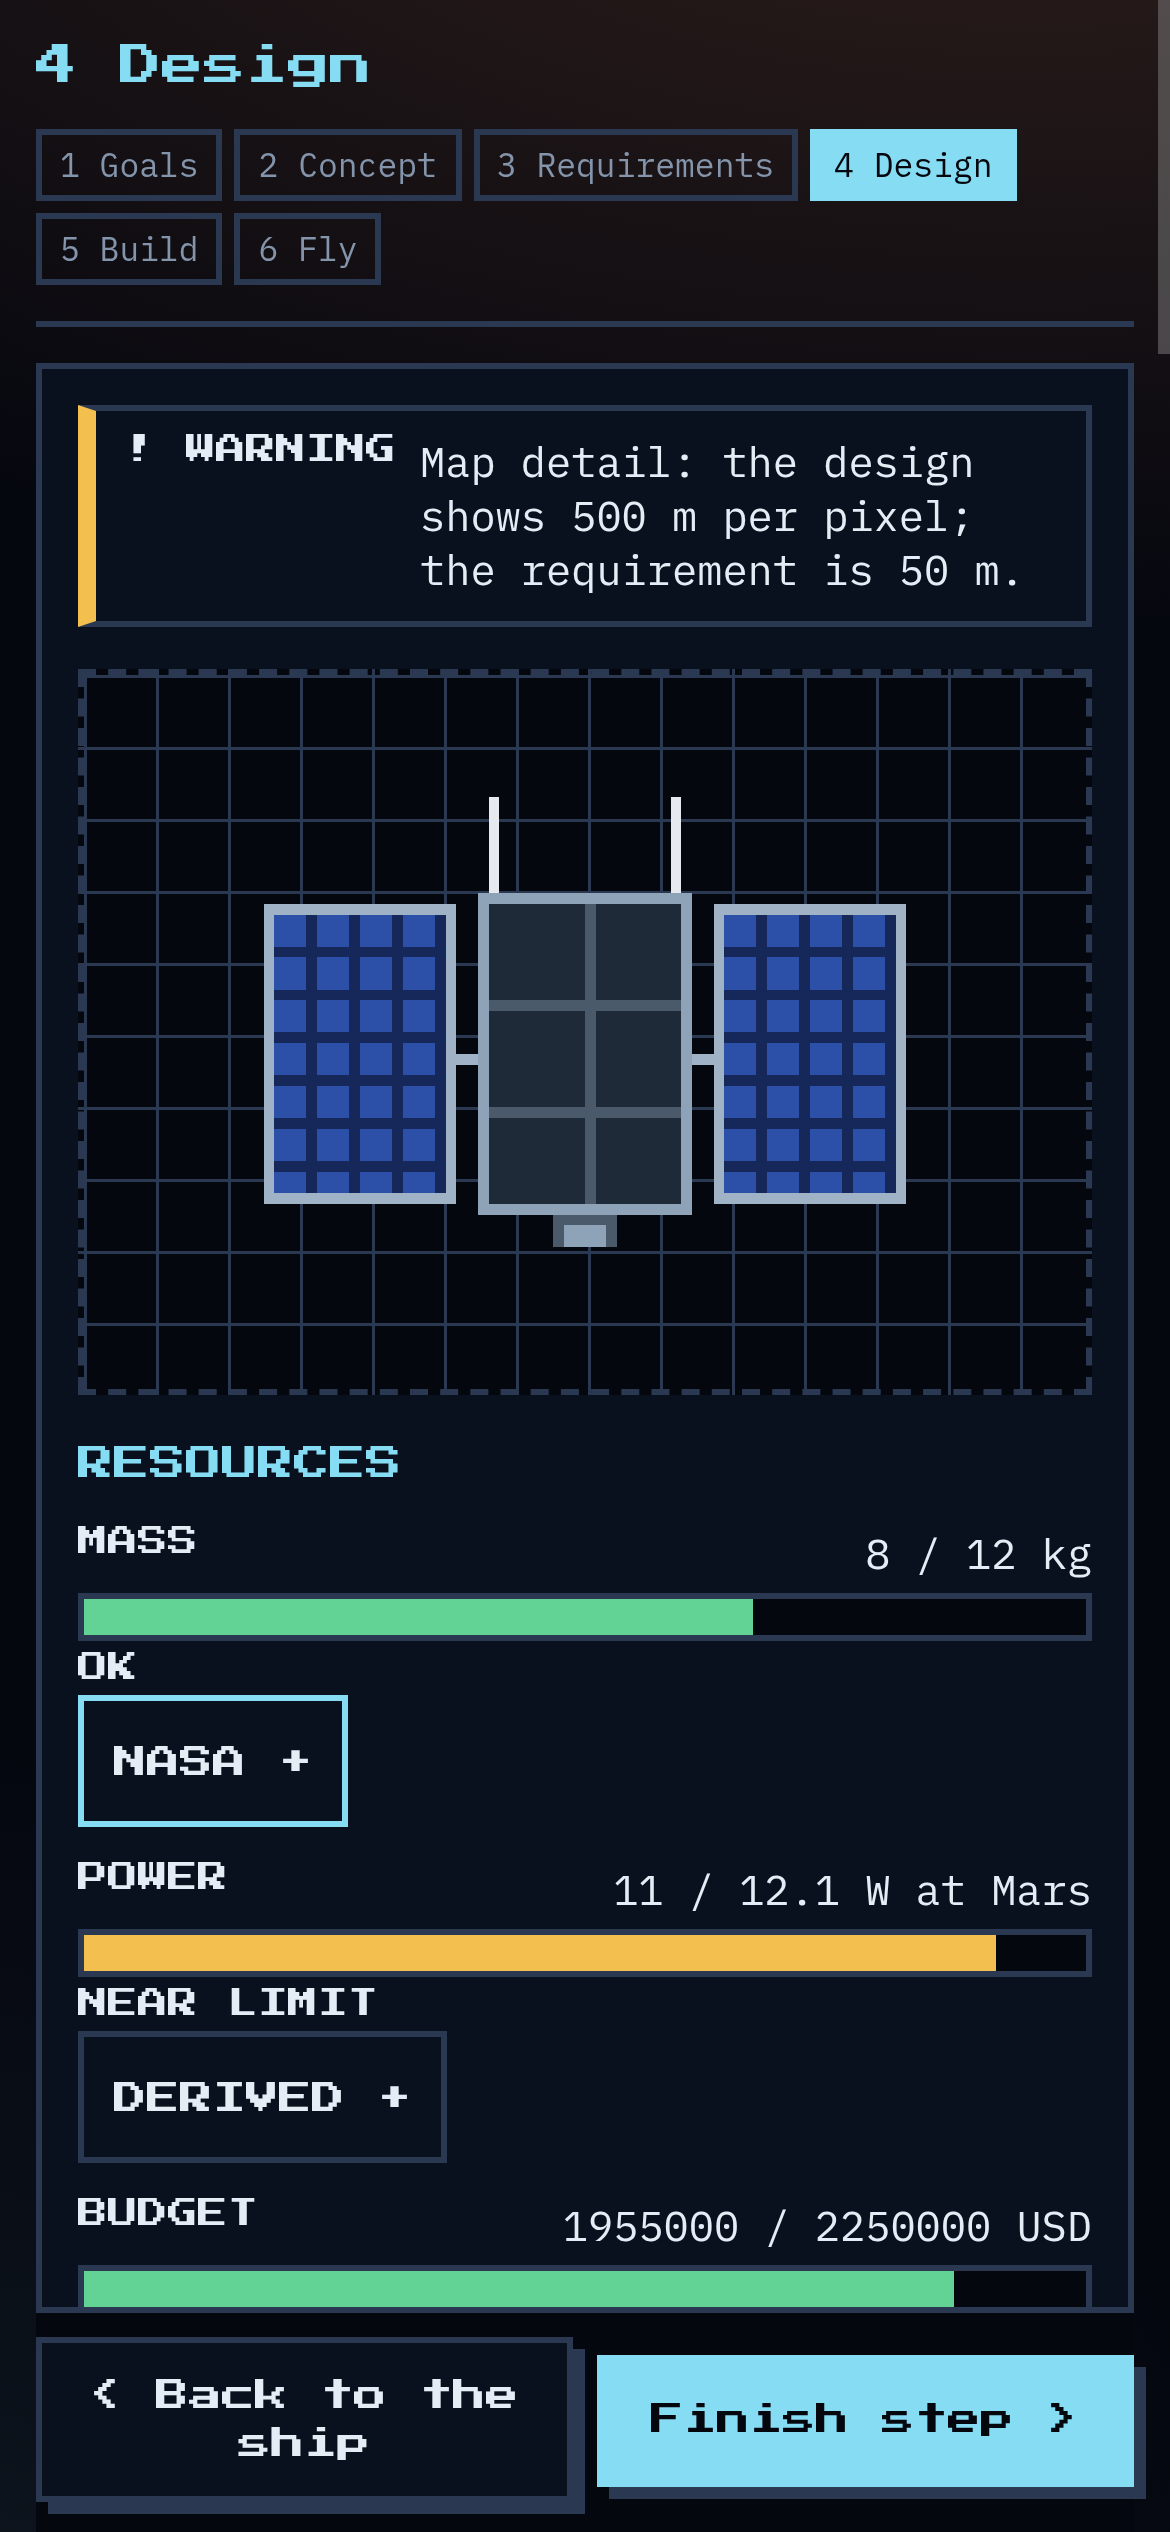 4 Design
1 Goals
2 Concept
3 Requirements
4 Design
5 Build
6 Fly
! WARNING
Map detail: the design
shows 500 m per pixel;
the requirement is 50 m.
RESOURCES
MASS
8 / 12 kg
OK
NASA +
POWER
11 / 12.1 W at Mars
NEAR LIMIT
DERIVED +
BUDGET
1955000 / 2250000 USD
< Back to the
ship
Finish step >